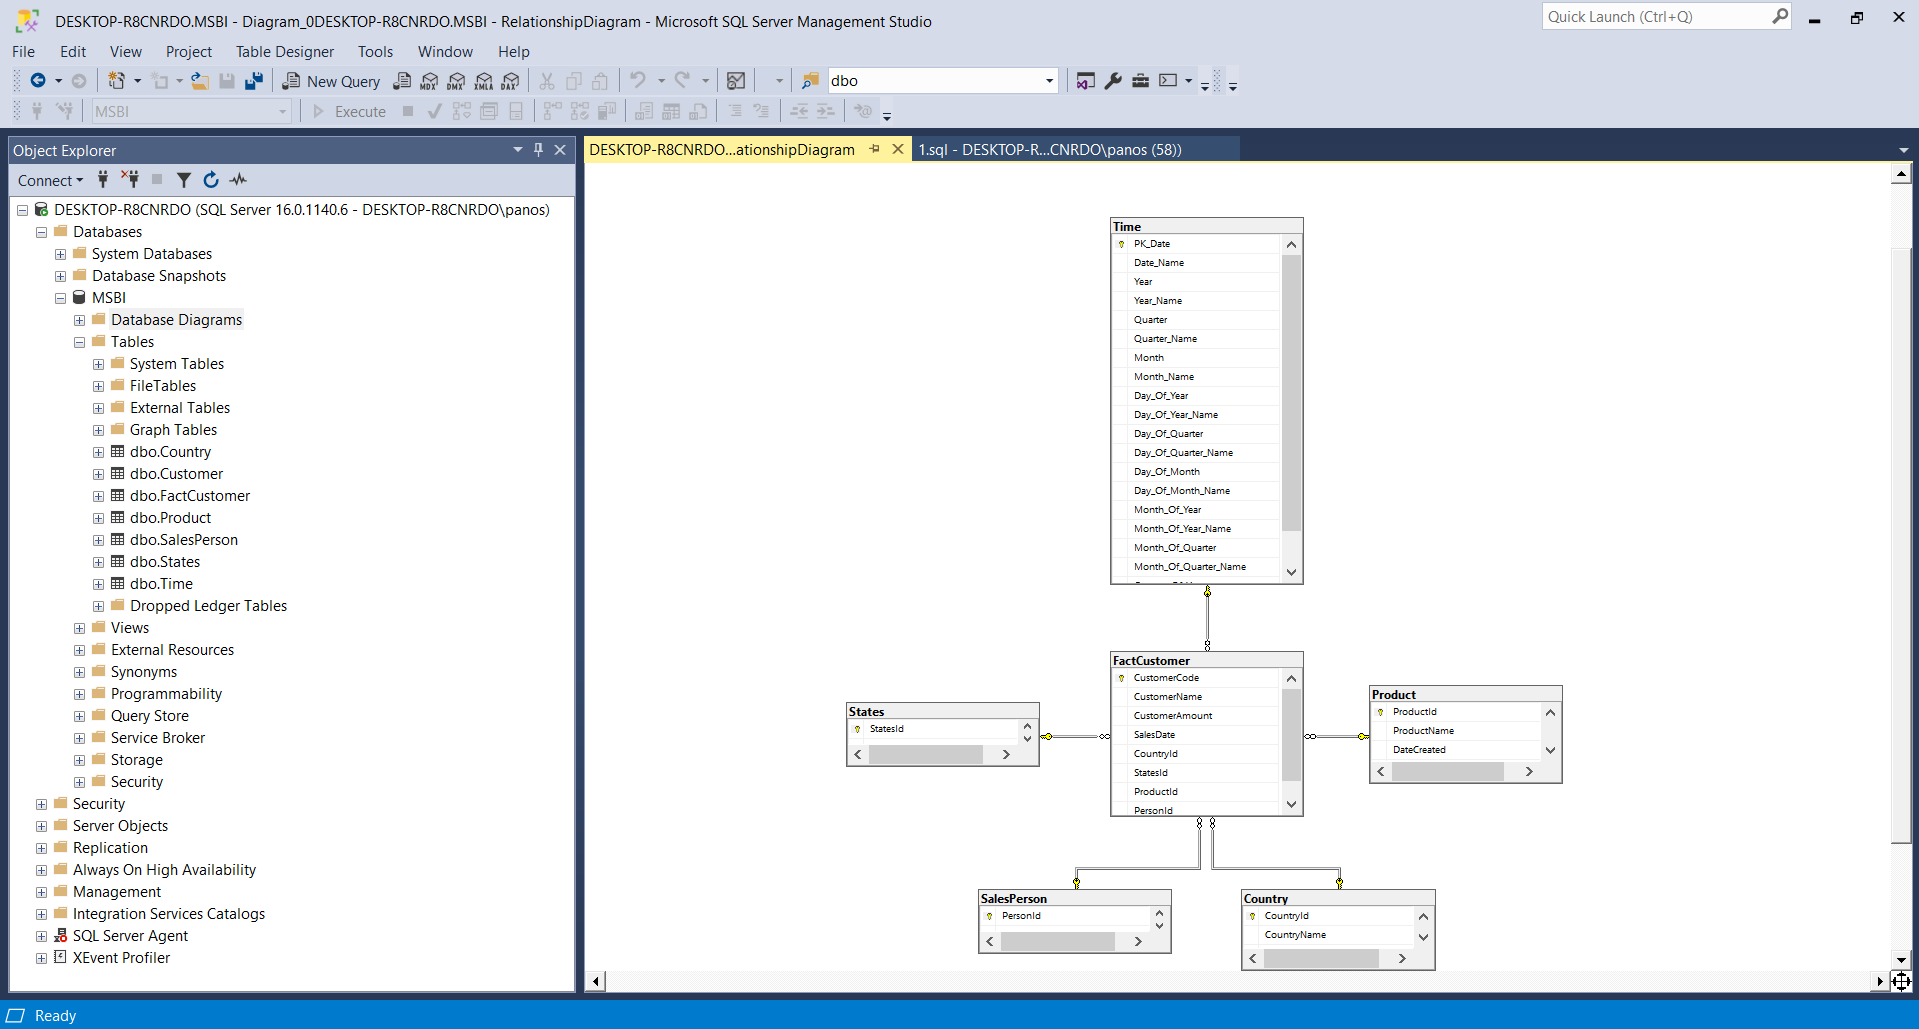 DESKTOP-R8CNRDO.MSBI - Diagram_0DESKTOP-R8CNRDO.MSBI - RelationshipDiagram - Microsoft SQL Server Management Studio
Quick Launch (Ctrl+Q)
File Edit View Project Table Designer Tools Window Help
New Query MDX DMX XMLA DAX dbo
MSBI Execute
Object Explorer
Connect
DESKTOP-R8CNRDO (SQL Server 16.0.1140.6 - DESKTOP-R8CNRDO\panos)
Databases
System Databases
Database Snapshots
MSBI
Database Diagrams
Tables
System Tables
FileTables
External Tables
Graph Tables
dbo.Country
dbo.Customer
dbo.FactCustomer
dbo.Product
dbo.SalesPerson
dbo.States
dbo.Time
Dropped Ledger Tables
Views
External Resources
Synonyms
Programmability
Query Store
Service Broker
Storage
Security
Security
Server Objects
Replication
Always On High Availability
Management
Integration Services Catalogs
SQL Server Agent
XEvent Profiler
DESKTOP-R8CNRDO...ationshipDiagram
1.sql - DESKTOP-R...CNRDO\panos (58))
Time
PK_Date
Date_Name
Year
Year_Name
Quarter
Quarter_Name
Month
Month_Name
Day_Of_Year
Day_Of_Year_Name
Day_Of_Quarter
Day_Of_Quarter_Name
Day_Of_Month
Day_Of_Month_Name
Month_Of_Year
Month_Of_Year_Name
Month_Of_Quarter
Month_Of_Quarter_Name
FactCustomer
CustomerCode
CustomerName
CustomerAmount
SalesDate
CountryId
StatesId
ProductId
PersonId
States
StatesId
Product
ProductId
ProductName
DateCreated
SalesPerson
PersonId
Country
CountryId
CountryName
Ready